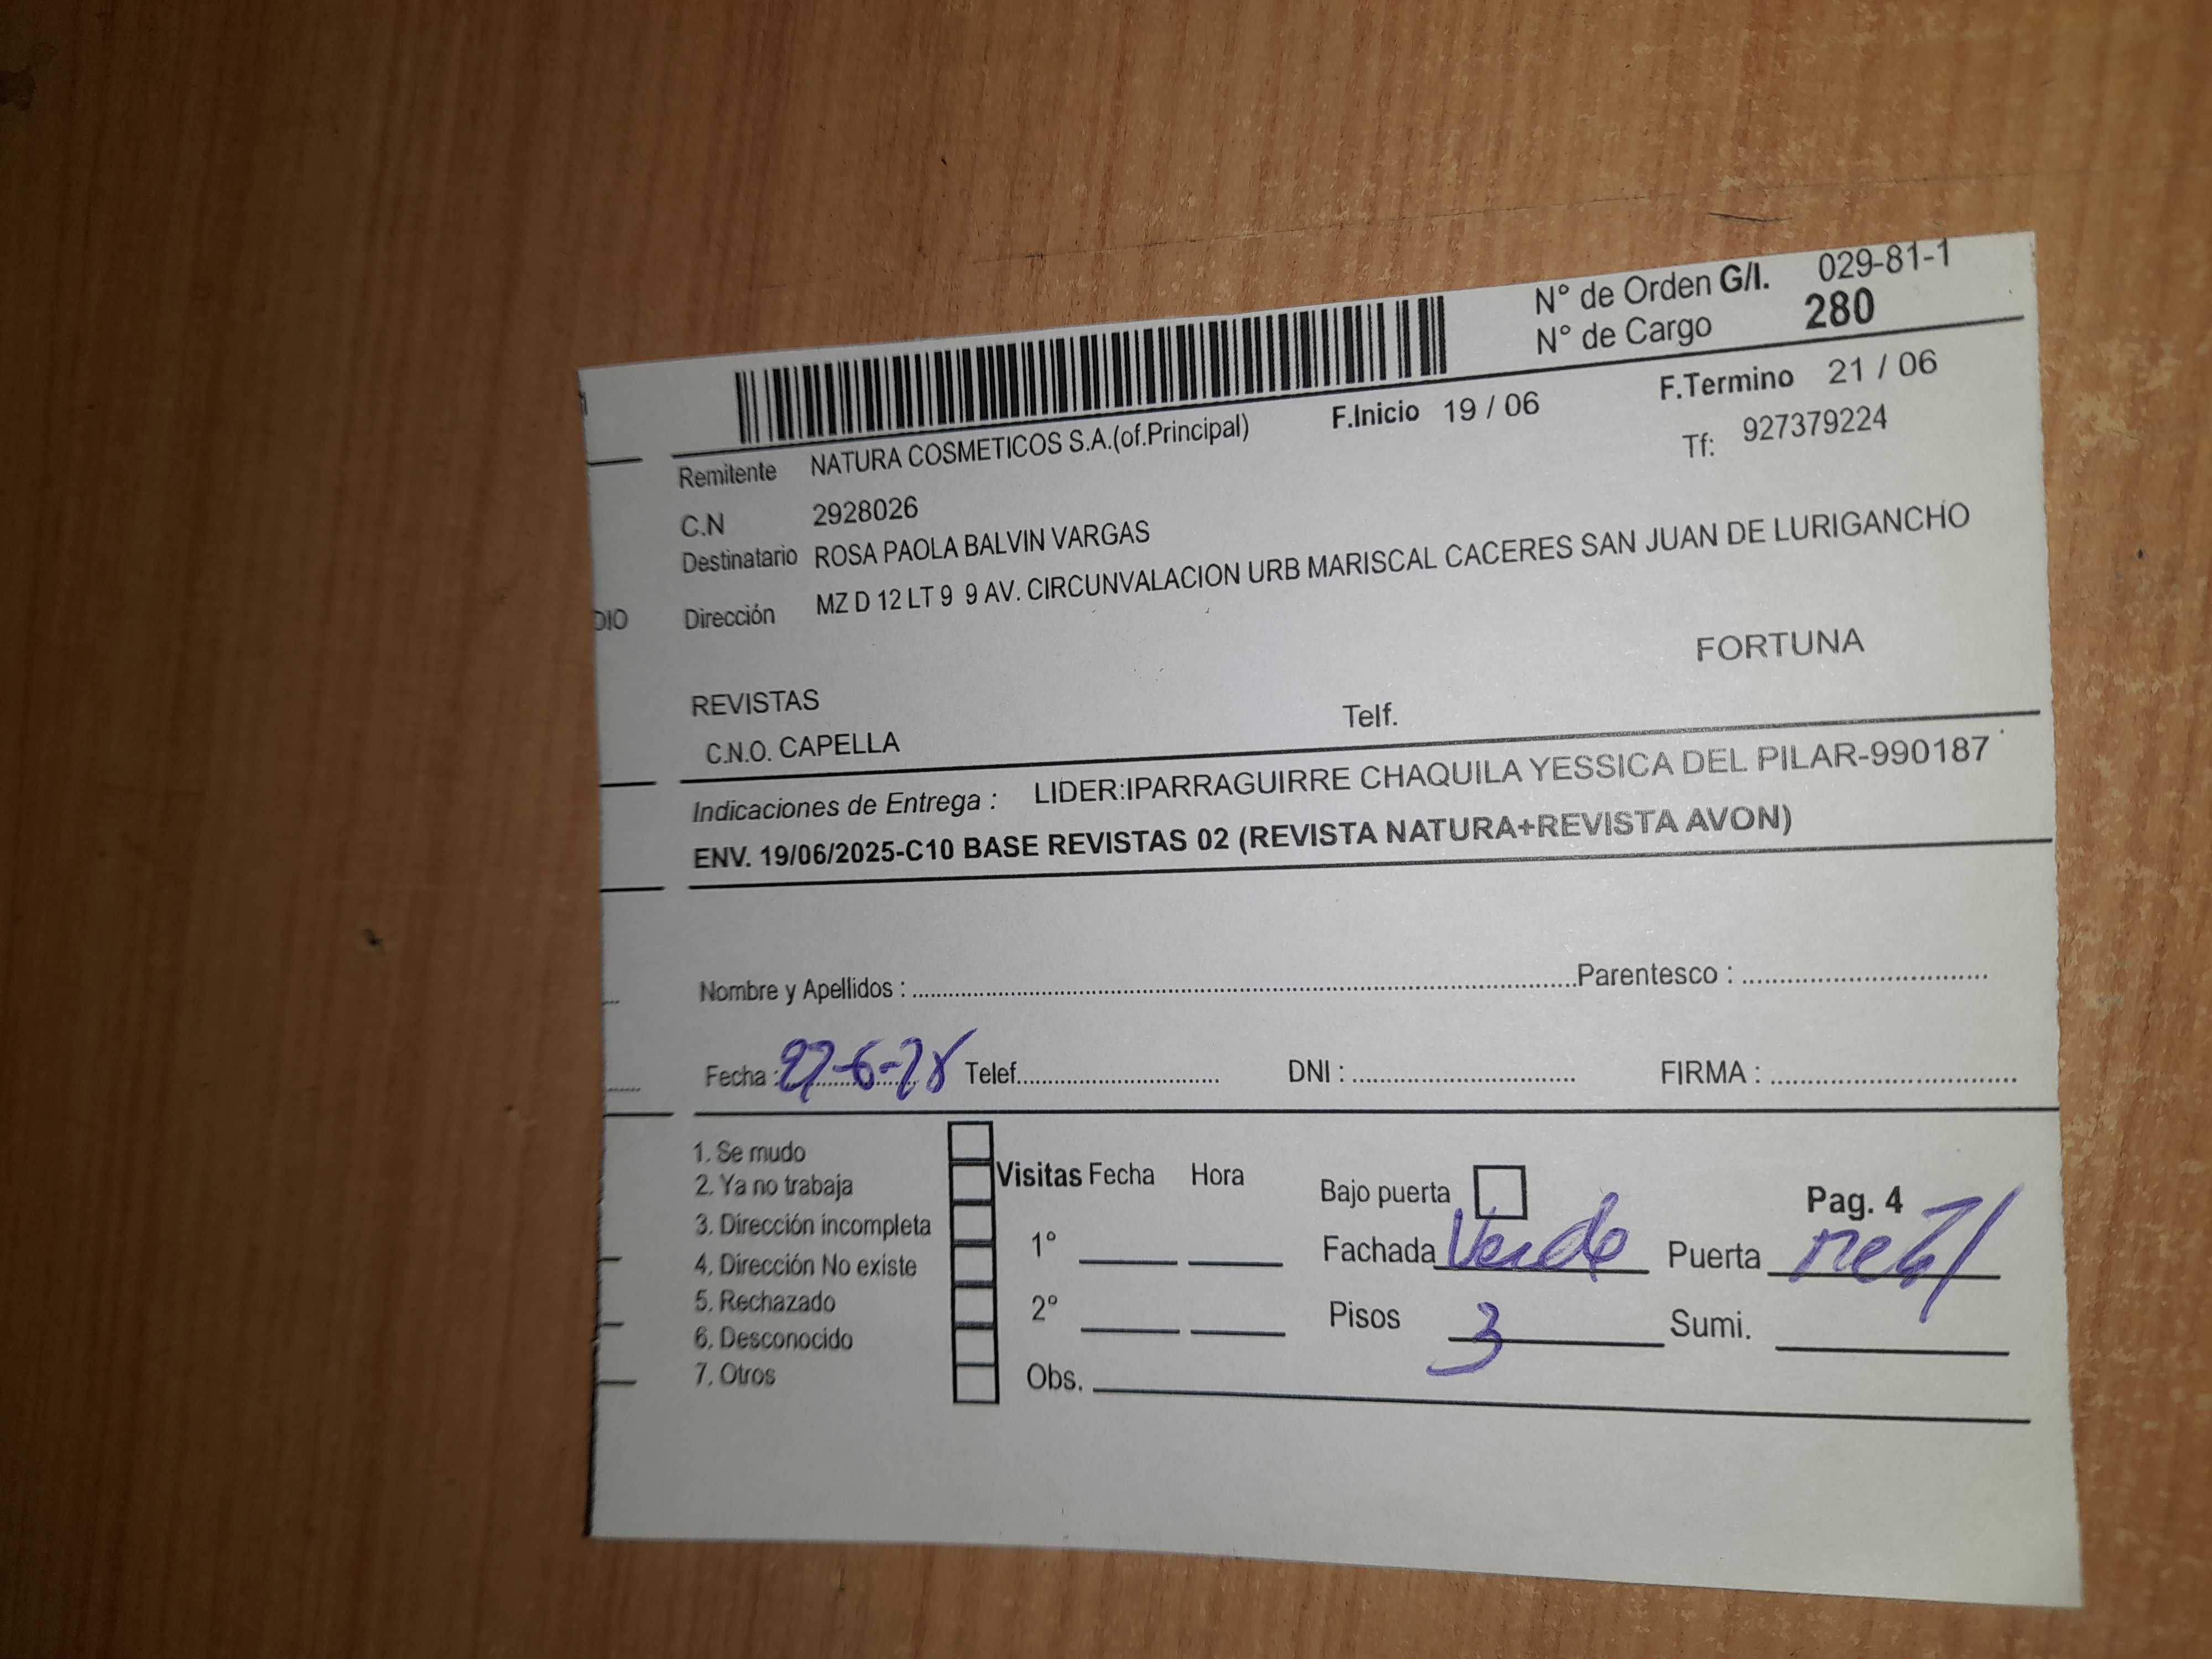 N° de Orden G/I. 029-81-1
N° de Cargo 280
F.Inicio 19 / 06 F.Termino 21 / 06
Remitente NATURA COSMETICOS S.A.(of.Principal) Tf: 927379224
C.N 2928026
Destinatario ROSA PAOLA BALVIN VARGAS
DIO
Dirección MZ D 12 LT 9 9 AV. CIRCUNVALACION URB MARISCAL CACERES SAN JUAN DE LURIGANCHO
FORTUNA
REVISTAS
C.N.O. CAPELLA Telf.
Indicaciones de Entrega : LIDER:IPARRAGUIRRE CHAQUILA YESSICA DEL PILAR-990187
ENV. 19/06/2025-C10 BASE REVISTAS 02 (REVISTA NATURA+REVISTA AVON)
Nombre y Apellidos : Parentesco :
Fecha : Telef. DNI : FIRMA :
1. Se mudo
2. Ya no trabaja
3. Dirección incompleta
4. Dirección No existe
5. Rechazado
6. Desconocido
7. Otros
Visitas Fecha Hora
1°
2°
Obs.
Bajo puerta Pag. 4
Fachada Verde Puerta metal
Pisos 3 Sumi.